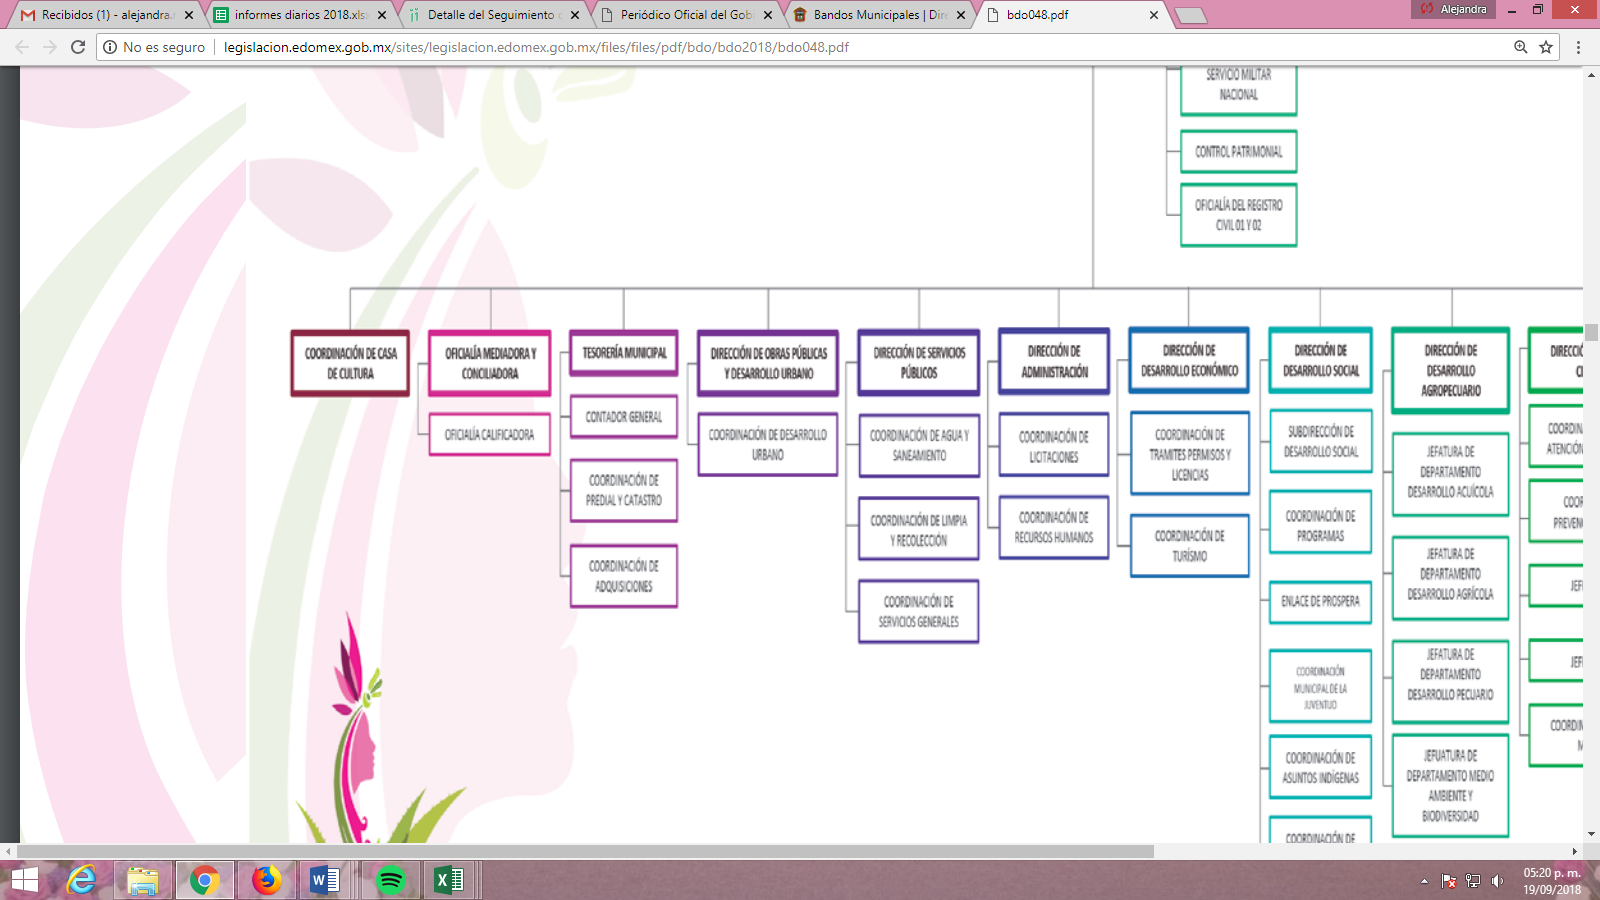 Recibidos (1) - alejandra.
informes diarios 2018.xls
Detalle del Seguimiento
Periódico Oficial del Gob
Bandos Municipales | Dir
bdo048.pdf
Alejandra
No es seguro
legislacion.edomex.gob.mx/sites/legislacion.edomex.gob.mx/files/files/pdf/bdo/bdo2018/bdo048.pdf
SERVICIO MILITAR
NACIONAL
CONTROL PATRIMONIAL
OFICIALÍA DEL REGISTRO
CIVIL 01 Y 02
COORDINACIÓN DE CASA
DE CULTURA
OFICIALÍA MEDIADORA Y
CONCILIADORA
OFICIALÍA CALIFICADORA
TESORERÍA MUNICIPAL
CONTADOR GENERAL
COORDINACIÓN DE
PREDIAL Y CATASTRO
COORDINACIÓN DE
ADQUISICIONES
DIRECCIÓN DE OBRAS PÚBLICAS
Y DESARROLLO URBANO
COORDINACIÓN DE DESARROLLO
URBANO
DIRECCIÓN DE SERVICIOS
PÚBLICOS
COORDINACIÓN DE AGUA Y
SANEAMIENTO
COORDINACIÓN DE LIMPIA
Y RECOLECCIÓN
COORDINACIÓN DE
SERVICIOS GENERALES
DIRECCIÓN DE
ADMINISTRACIÓN
COORDINACIÓN DE
LICITACIONES
COORDINACIÓN DE
RECURSOS HUMANOS
DIRECCIÓN DE
DESARROLLO ECONÓMICO
COORDINACIÓN DE
TRAMITES PERMISOS Y
LICENCIAS
COORDINACIÓN DE
TURÍSMO
DIRECCIÓN DE
DESARROLLO SOCIAL
SUBDIRECCIÓN DE
DESARROLLO SOCIAL
COORDINACIÓN DE
PROGRAMAS
ENLACE DE PROSPERA
COORDINACIÓN
MUNICIPAL DE LA
JUVENTUD
COORDINACIÓN DE
ASUNTOS INDÍGENAS
COORDINACIÓN DE
DIRECCIÓN DE
DESARROLLO
AGROPECUARIO
JEFATURA DE
DEPARTAMENTO
DESARROLLO ACUÍCOLA
JEFATURA DE
DEPARTAMENTO
DESARROLLO AGRÍCOLA
JEFATURA DE
DEPARTAMENTO
DESARROLLO PECUARIO
JEFUATURA DE
DEPARTAMENTO MEDIO
AMBIENTE Y
BIODIVERSIDAD
DIRECCIÓ
CI
COORDINA
ATENCIÓN
COOR
PREVENC
JEF
JEF
COORDIN
M
05:20 p. m.
19/09/2018